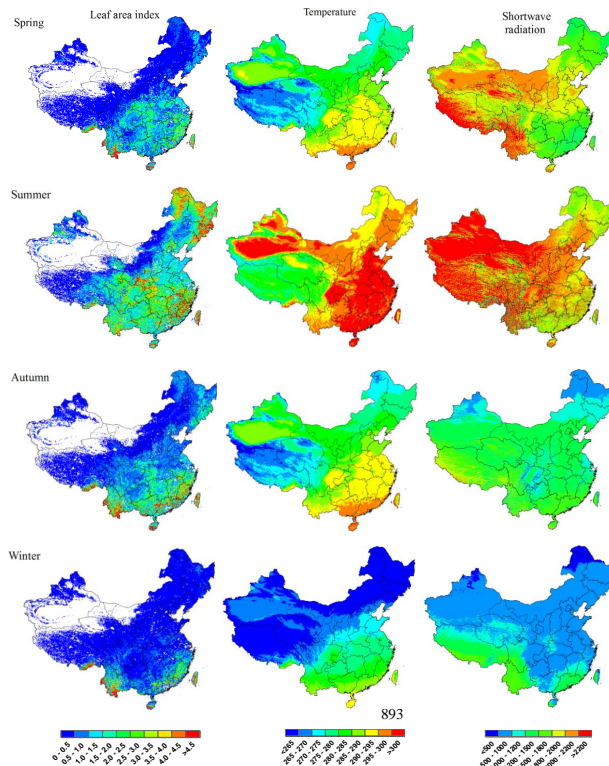 Leaf area index
Temperature
Shortwave
radiation
Spring
Summer
Autumn
Winter
893
0 - 0.5
0.5 - 1.0
1.0 - 1.5
1.5 - 2.0
2.0 - 2.5
2.5 - 3.0
3.0 - 3.5
3.5 - 4.0
4.0 - 4.5
>4.5
<265
265 - 270
270 - 275
275 - 280
280 - 285
285 - 290
290 - 295
295 - 300
>300
<500
500 - 1000
>2200